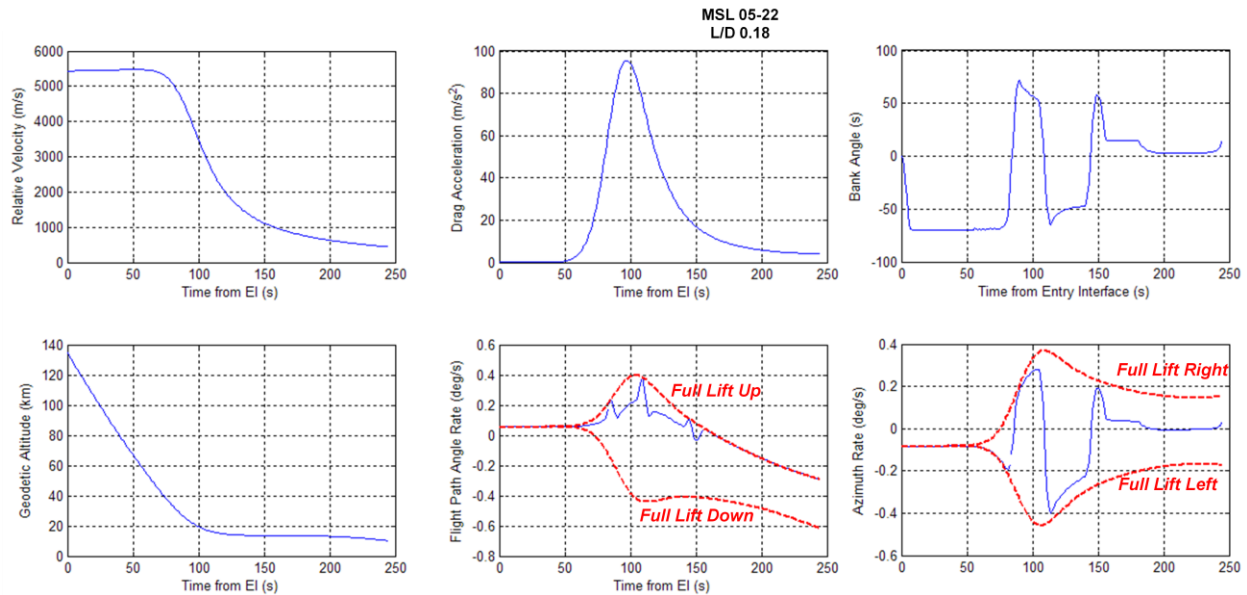 MSL 05-22
L/D 0.18
6000
5000
4000
3000
2000
1000
0
Relative Velocity (m/s)
0 50 100 150 200 250
Time from EI (s)
100
80
60
40
20
0
Drag Acceleration (m/s²)
0 50 100 150 200 250
Time from EI (s)
100
50
0
-50
-100
Bank Angle (s)
0 50 100 150 200 250
Time from Entry Interface (s)
140
120
100
80
60
40
20
0
Geodetic Altitude (km)
0 50 100 150 200 250
Time from EI (s)
0.6
0.4
0.2
0
-0.2
-0.4
-0.6
-0.8
Flight Path Angle Rate (deg/s)
Full Lift Up
Full Lift Down
0 50 100 150 200 250
Time from EI (s)
0.4
0.2
0
-0.2
-0.4
-0.6
Azimuth Rate (deg/s)
Full Lift Right
Full Lift Left
0 50 100 150 200 250
Time from EI (s)